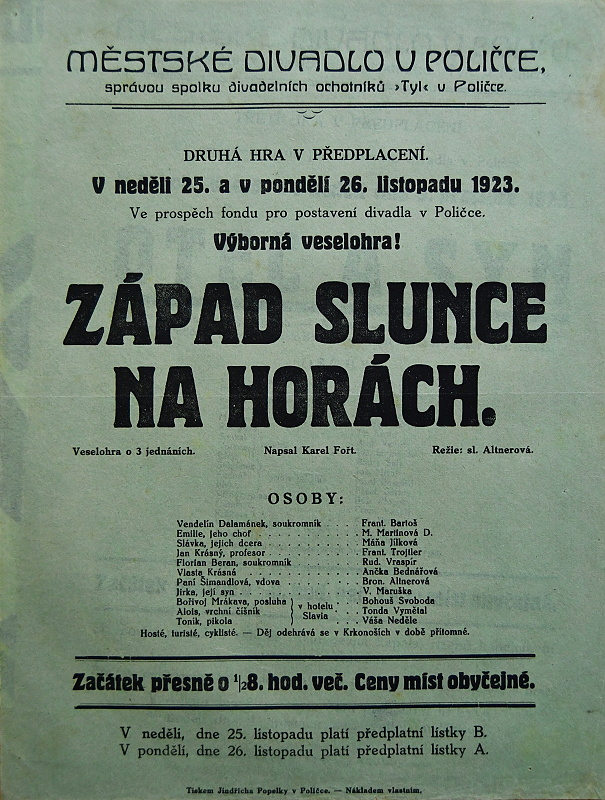 MĚSTSKÉ DIVADLO V POLIČCE,
správou spolku divadelních ochotníků ›Tyl‹ v Poličce.
DRUHÁ HRA V PŘEDPLACENÍ.
V neděli 25. a v pondělí 26. listopadu 1923.
Ve prospěch fondu pro postavení divadla v Poličce.
Výborná veselohra!
ZÁPAD SLUNCE
NA HORÁCH.
Veselohra o 3 jednáních. Napsal Karel Fořt. Režie: sl. Altnerová.
OSOBY:
Vendelín Dalamánek, soukromník . . . Frant. Bartoš
Emilie, jeho choť . . . . . . . . . . . . M. Martinová D.
Slávka, jejich dcera . . . . . . . . . . . Máňa Jílková
Jan Krásný, profesor . . . . . . . . . . . Frant. Trojtler
Florian Beran, soukromník . . . . . . . . Rud. Vraspír
Vlasta Krásná . . . . . . . . . . . . . . Ančka Bednářová
Paní Šimandlová, vdova . . . . . . . . . Bron. Altnerová
Jirka, její syn . . . . . . . . . . . . . V. Maruška
Bořivoj Mrákava, posluha } v hotelu . . Bohouš Svoboda
Alois, vrchní číšník } Slavia . . Tonda Vymětal
Toník, pikola } . . Váša Neděle
Hosté, turisté, cyklisté. — Děj odehrává se v Krkonoších v době přítomné.
Začátek přesně o 1/2 8. hod. več. Ceny míst obyčejné.
V neděli, dne 25. listopadu platí předplatní lístky B.
V pondělí, dne 26. listopadu platí předplatní lístky A.
Tiskem Jindřicha Popelky v Poličce. — Nákladem vlastním.